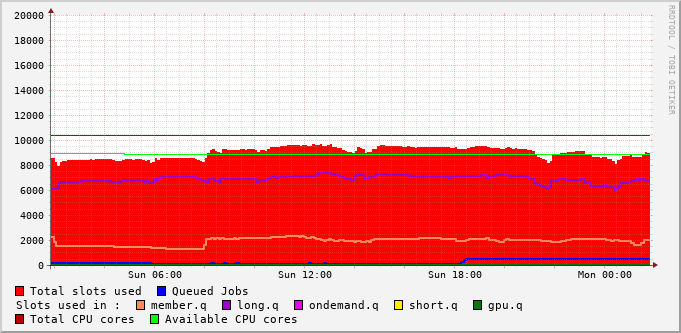 20000
18000
16000
14000
12000
10000
8000
6000
4000
2000
0
Sun 06:00 Sun 12:00 Sun 18:00 Mon 00:00
RRDTOOL / TOBI OETIKER
Total slots used Queued Jobs
Slots used in : member.q long.q ondemand.q short.q gpu.q
Total CPU cores Available CPU cores